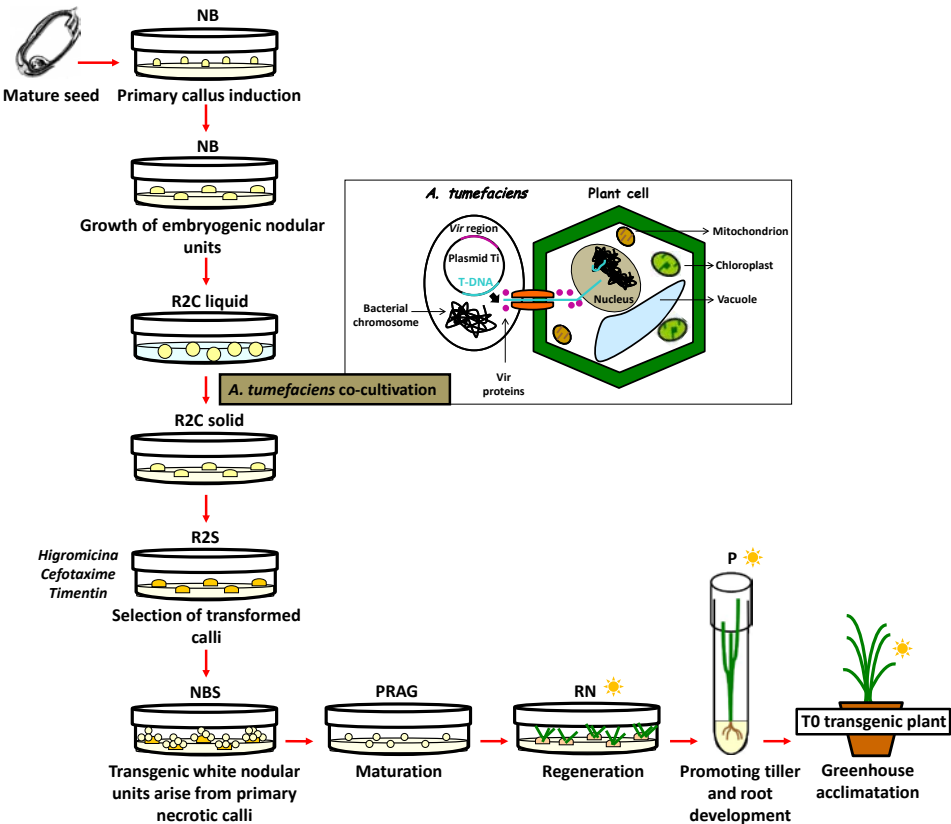 NB
Mature seed
Primary callus induction
NB
Growth of embryogenic nodular
units
R2C liquid
A. tumefaciens co-cultivation
A. tumefaciens
Plant cell
Vir region
Plasmid Ti
T-DNA
Bacterial
chromosome
Vir
proteins
Nucleus
Mitochondrion
Chloroplast
Vacuole
R2C solid
R2S
Higromicina
Cefotaxime
Timentin
Selection of transformed
calli
NBS
Transgenic white nodular
units arise from primary
necrotic calli
PRAG
Maturation
RN
Regeneration
P
Promoting tiller
and root
development
T0 transgenic plant
Greenhouse
acclimatation